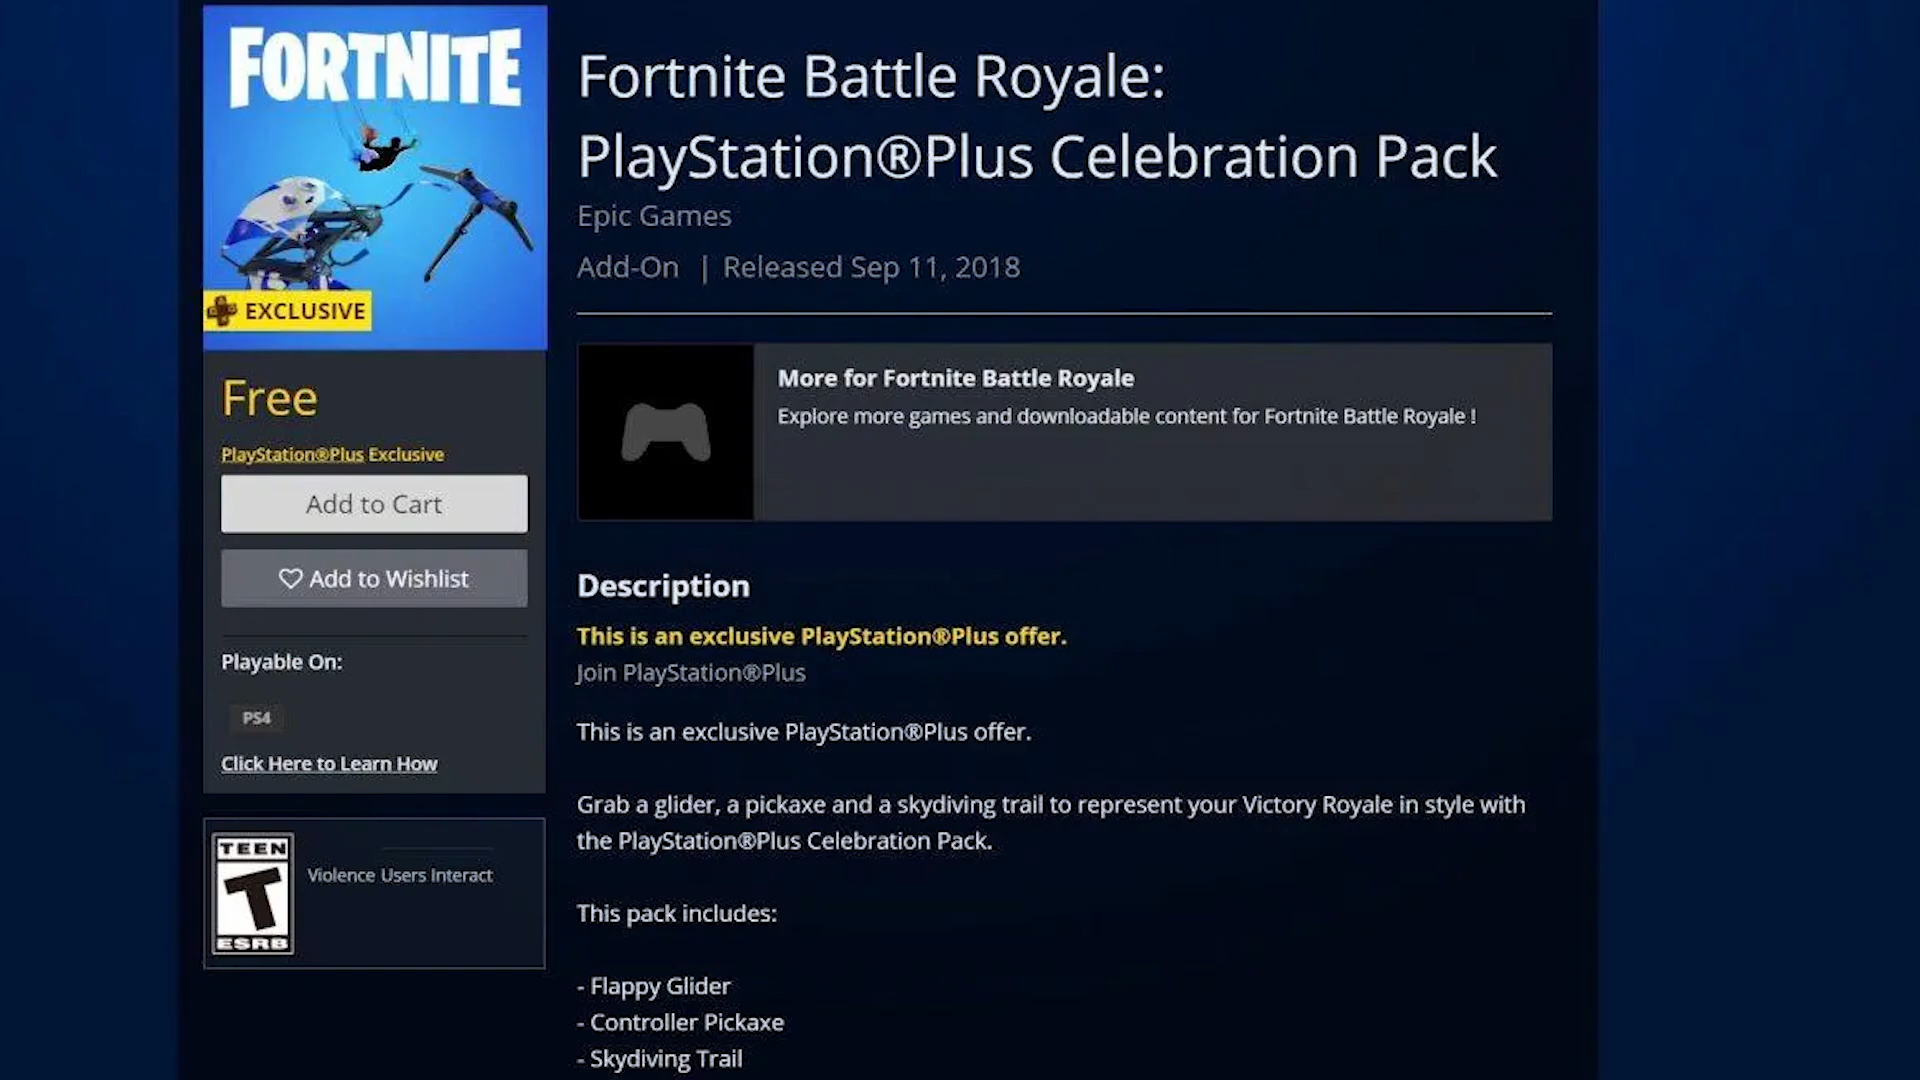 FORTNITE
EXCLUSIVE
Free
PlayStation®Plus Exclusive
Add to Cart
Add to Wishlist
Playable On:
PS4
Click Here to Learn How
TEEN
T
ESRB
Violence Users Interact
Fortnite Battle Royale:
PlayStation®Plus Celebration Pack
Epic Games
Add-On | Released Sep 11, 2018
More for Fortnite Battle Royale
Explore more games and downloadable content for Fortnite Battle Royale !
Description
This is an exclusive PlayStation®Plus offer.
Join PlayStation®Plus
This is an exclusive PlayStation®Plus offer.
Grab a glider, a pickaxe and a skydiving trail to represent your Victory Royale in style with
the PlayStation®Plus Celebration Pack.
This pack includes:
- Flappy Glider
- Controller Pickaxe
- Skydiving Trail